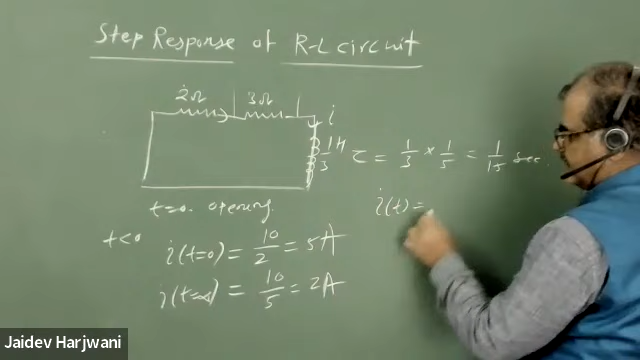 Step Response of R-L circuit
2Ω 3Ω
i
1/3 H
τ = 1/3 × 1/5 = 1/15 sec.
i(t) =
t=0. opening.
t<0 i(t=0) = 10/2 = 5A
i(t=∞) = 10/5 = 2A
Jaidev Harjwani